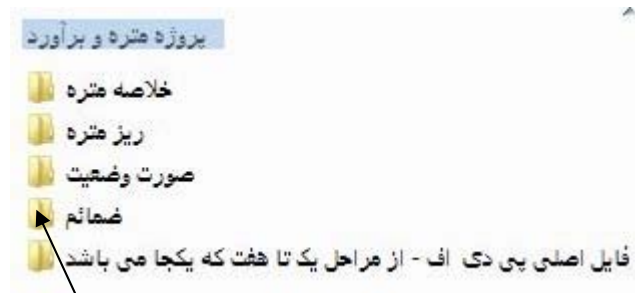 پروژه متره و برآورد
خلاصه متره
ریز متره
صورت وضعیت
ضمائم
فایل اصلی پی دی اف - از مراحل یک تا هفت که یکجا می باشد